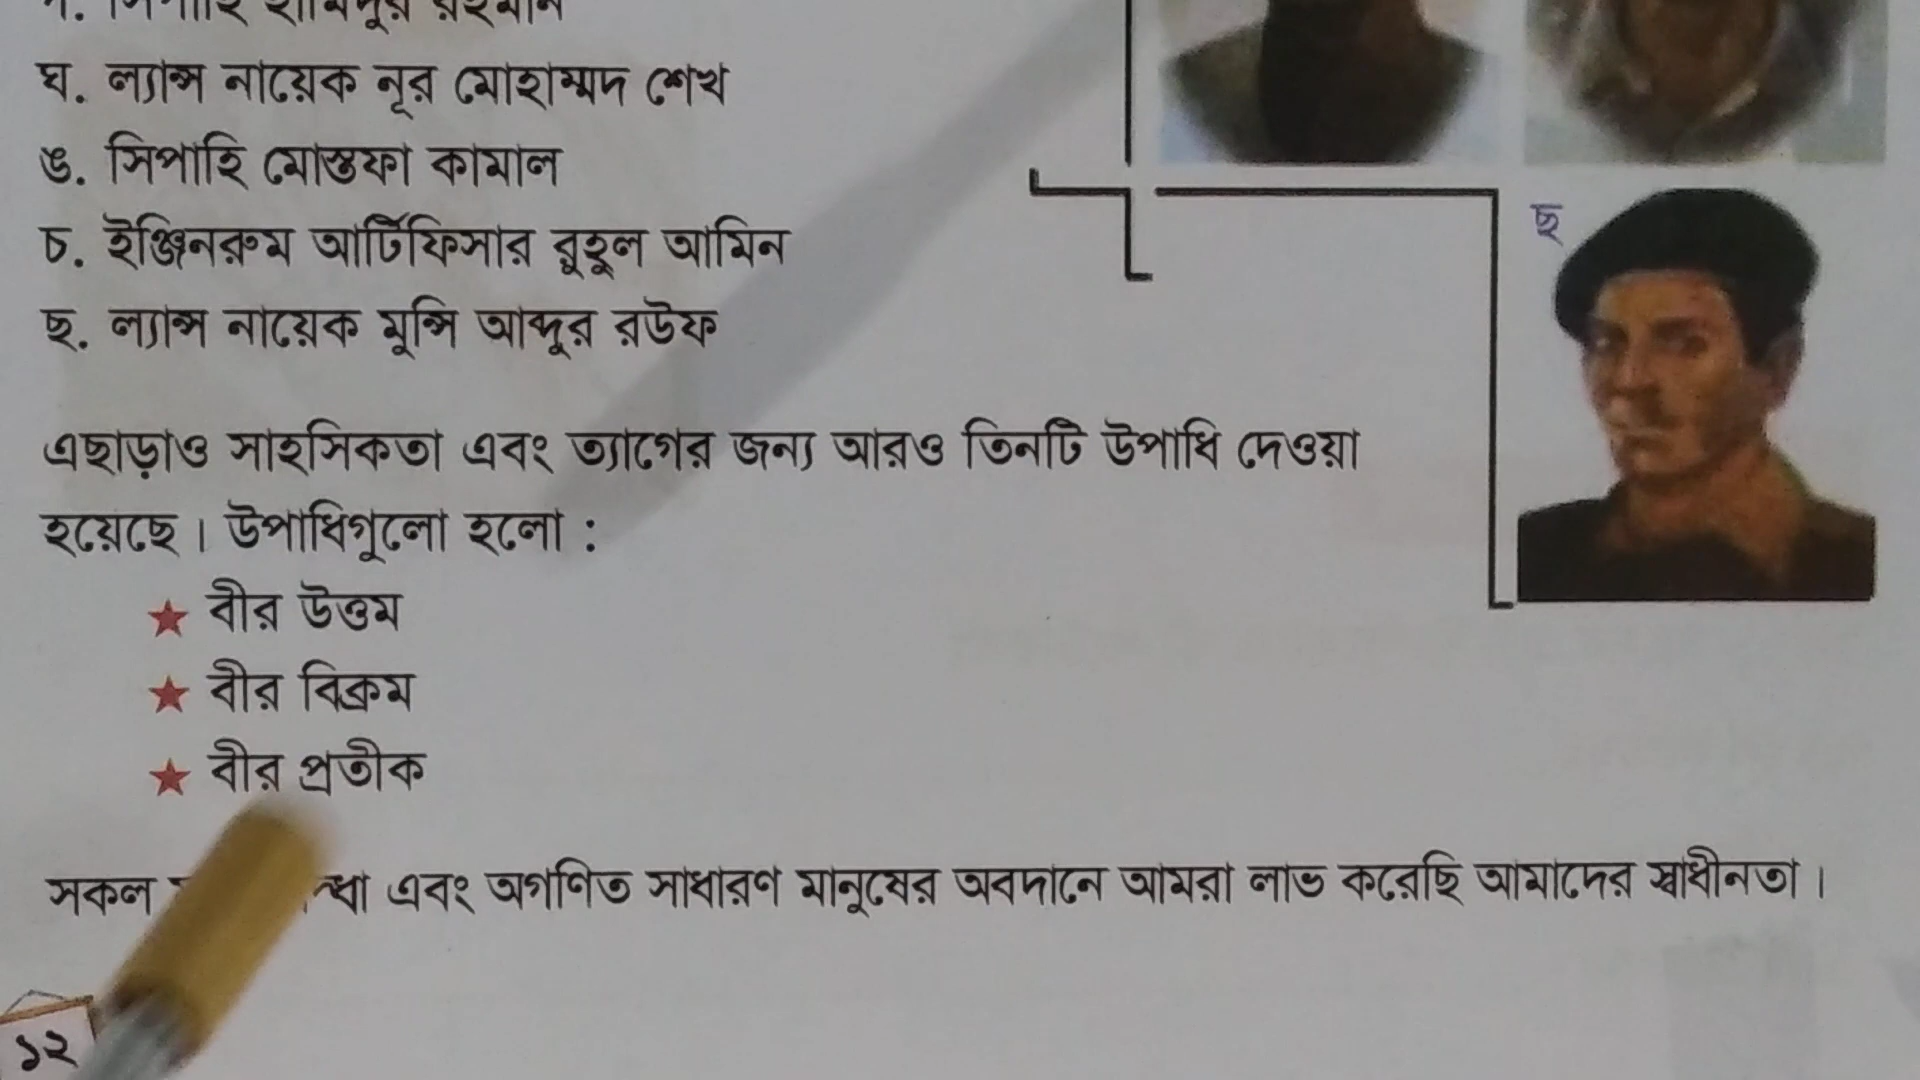 সিপাহি হামিদুর রহমান
ঘ. ল্যান্স নায়েক নূর মোহাম্মদ শেখ
ঙ. সিপাহি মোস্তফা কামাল
চ. ইঞ্জিনরুম আর্টিফিসার রুহুল আমিন
ছ. ল্যান্স নায়েক মুন্সি আব্দুর রউফ
ছ
এছাড়াও সাহসিকতা এবং ত্যাগের জন্য আরও তিনটি উপাধি দেওয়া
হয়েছে। উপাধিগুলো হলো :
★ বীর উত্তম
★ বীর বিক্রম
★ বীর প্রতীক
সকল এবং অগণিত সাধারণ মানুষের অবদানে আমরা লাভ করেছি আমাদের স্বাধীনতা।
১২